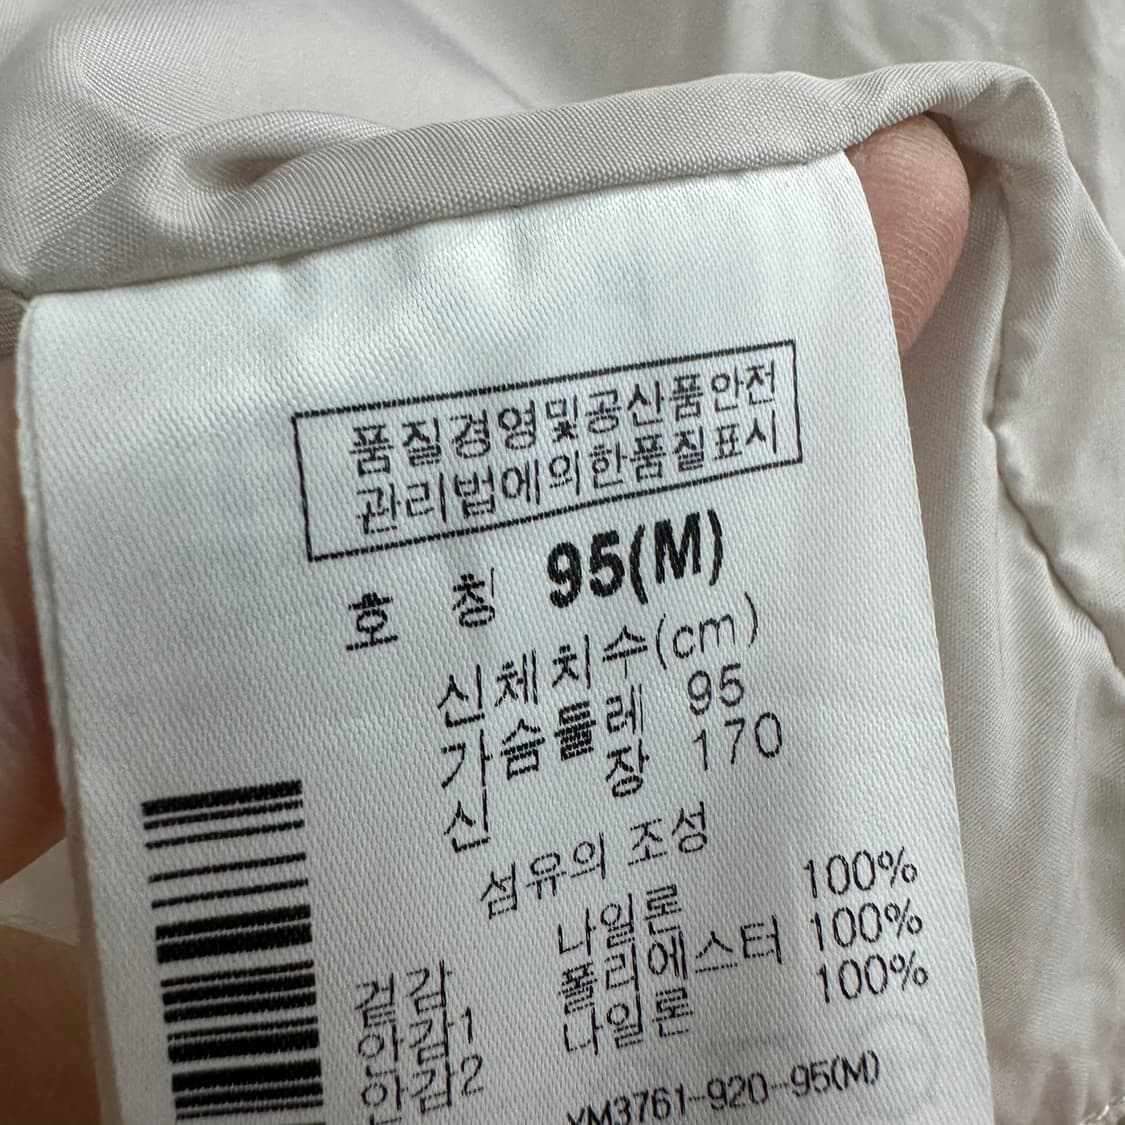 품질경영및공신품안전
관리법에의한품질표시
호 칭 95(M)
신체치수(cm)
가슴둘레 95
신 장 170
섬유의 조성
겉감 나일론 100%
안감1 폴리에스터 100%
안감2 나일론 100%
YM3761-920-95(M)